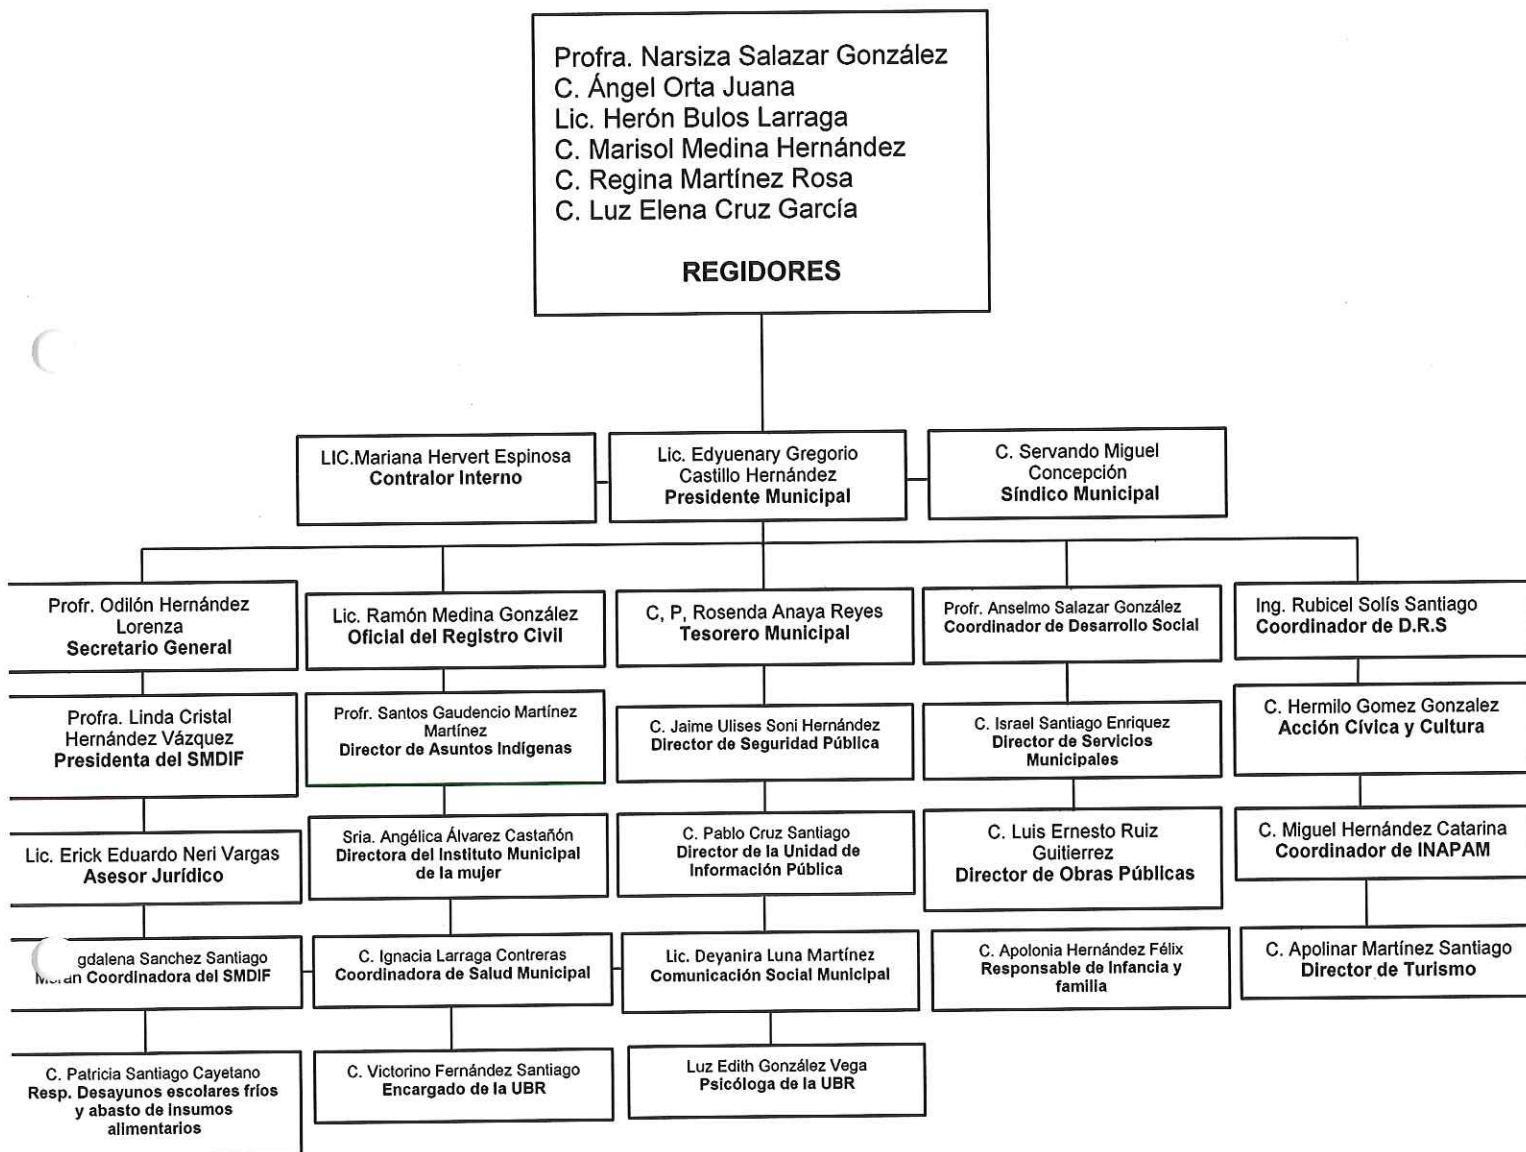 Profra. Narsiza Salazar González
C. Ángel Orta Juana
Lic. Herón Bulos Larraga
C. Marisol Medina Hernández
C. Regina Martínez Rosa
C. Luz Elena Cruz García
REGIDORES
LIC.Mariana Hervert Espinosa
Contralor Interno
Lic. Edyuenary Gregorio
Castillo Hernández
Presidente Municipal
C. Servando Miguel
Concepción
Síndico Municipal
Profr. Odilón Hernández
Lorenza
Secretario General
Lic. Ramón Medina González
Oficial del Registro Civil
C, P, Rosenda Anaya Reyes
Tesorero Municipal
Profr. Anselmo Salazar González
Coordinador de Desarrollo Social
Ing. Rubicel Solís Santiago
Coordinador de D.R.S
Profra. Linda Cristal
Hernández Vázquez
Presidenta del SMDIF
Profr. Santos Gaudencio Martínez
Martínez
Director de Asuntos Indígenas
C. Jaime Ulises Soni Hernández
Director de Seguridad Pública
C. Israel Santiago Enriquez
Director de Servicios
Municipales
C. Hermilo Gomez Gonzalez
Acción Cívica y Cultura
Lic. Erick Eduardo Neri Vargas
Asesor Jurídico
Sria. Angélica Álvarez Castañón
Directora del Instituto Municipal
de la mujer
C. Pablo Cruz Santiago
Director de la Unidad de
Información Pública
C. Luis Ernesto Ruiz
Guitierrez
Director de Obras Públicas
C. Miguel Hernández Catarina
Coordinador de INAPAM
Sanchez Santiago
Coordinadora del SMDIF
C. Ignacia Larraga Contreras
Coordinadora de Salud Municipal
Lic. Deyanira Luna Martínez
Comunicación Social Municipal
C. Apolonia Hernández Félix
Responsable de Infancia y
familia
C. Apolinar Martínez Santiago
Director de Turismo
C. Patricia Santiago Cayetano
Resp. Desayunos escolares fríos
y abasto de insumos
alimentarios
C. Victorino Fernández Santiago
Encargado de la UBR
Luz Edith González Vega
Psicóloga de la UBR